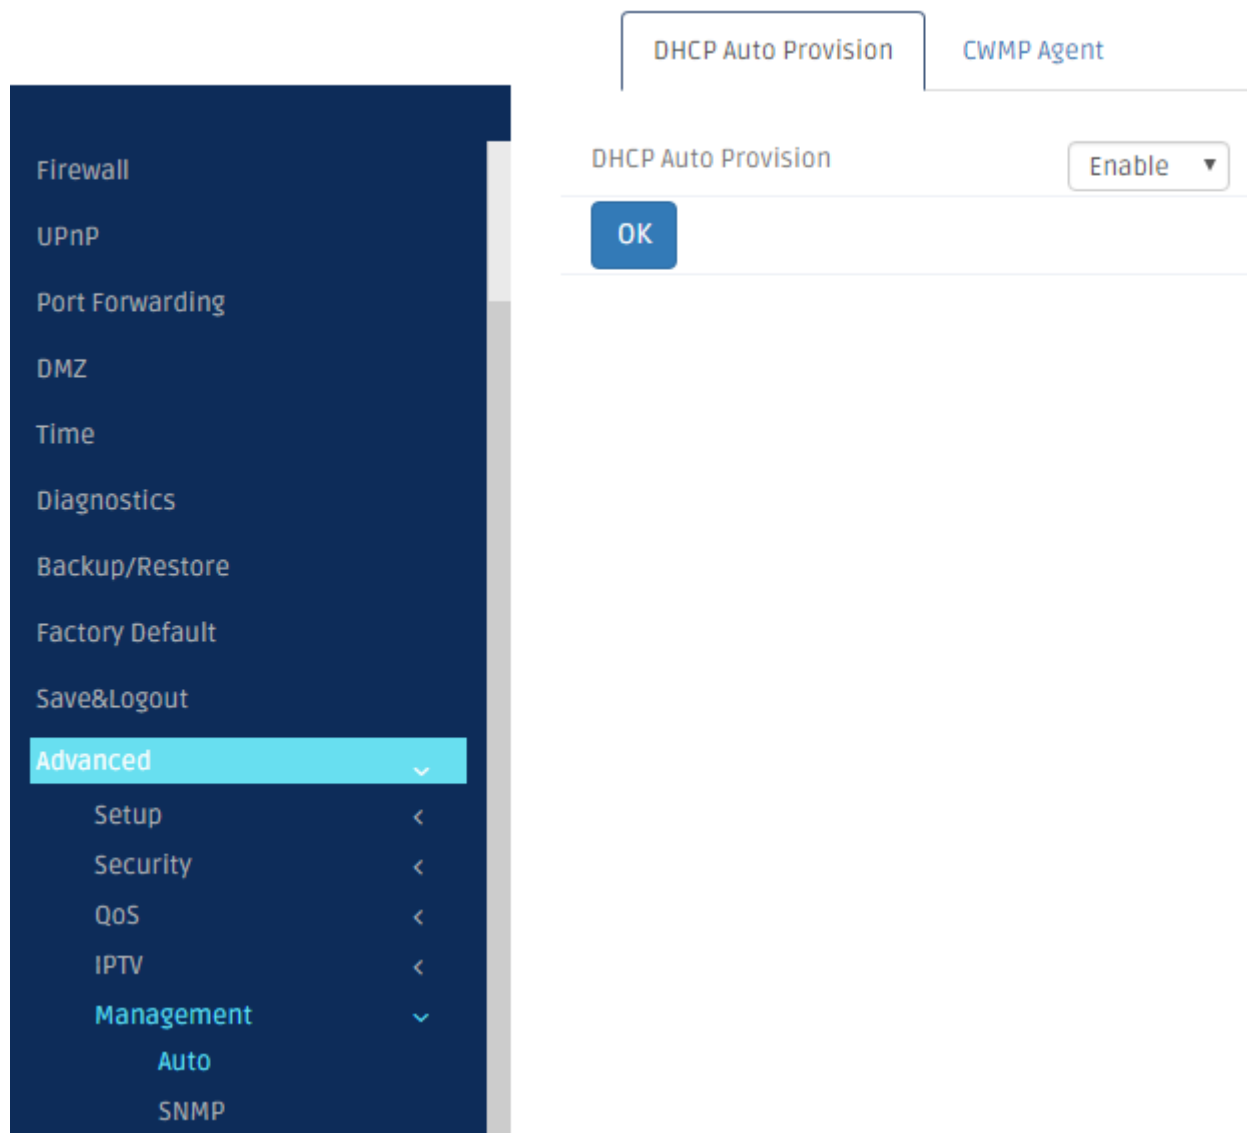 DHCP Auto Provision
CWMP Agent
Firewall
UPnP
Port Forwarding
DMZ
Time
Diagnostics
Backup/Restore
Factory Default
Save&Logout
Advanced
Setup
Security
QoS
IPTV
Management
Auto
SNMP
DHCP Auto Provision
Enable
OK